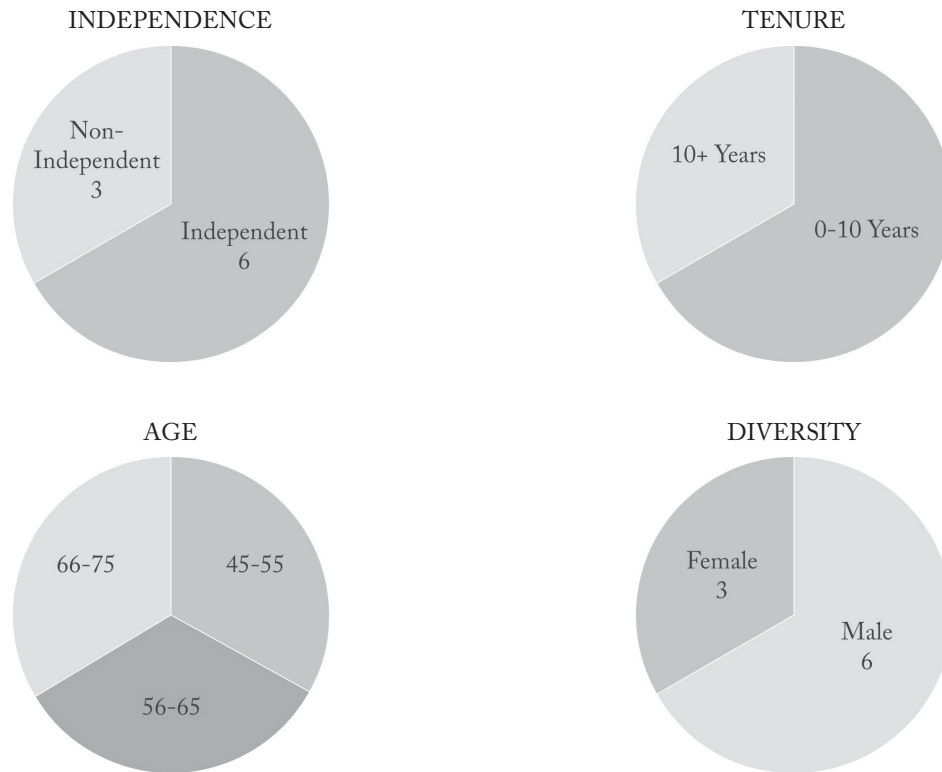 INDEPENDENCE
Non-
Independent
3
Independent
6
TENURE
10+ Years
0-10 Years
AGE
66-75
45-55
56-65
DIVERSITY
Female
3
Male
6